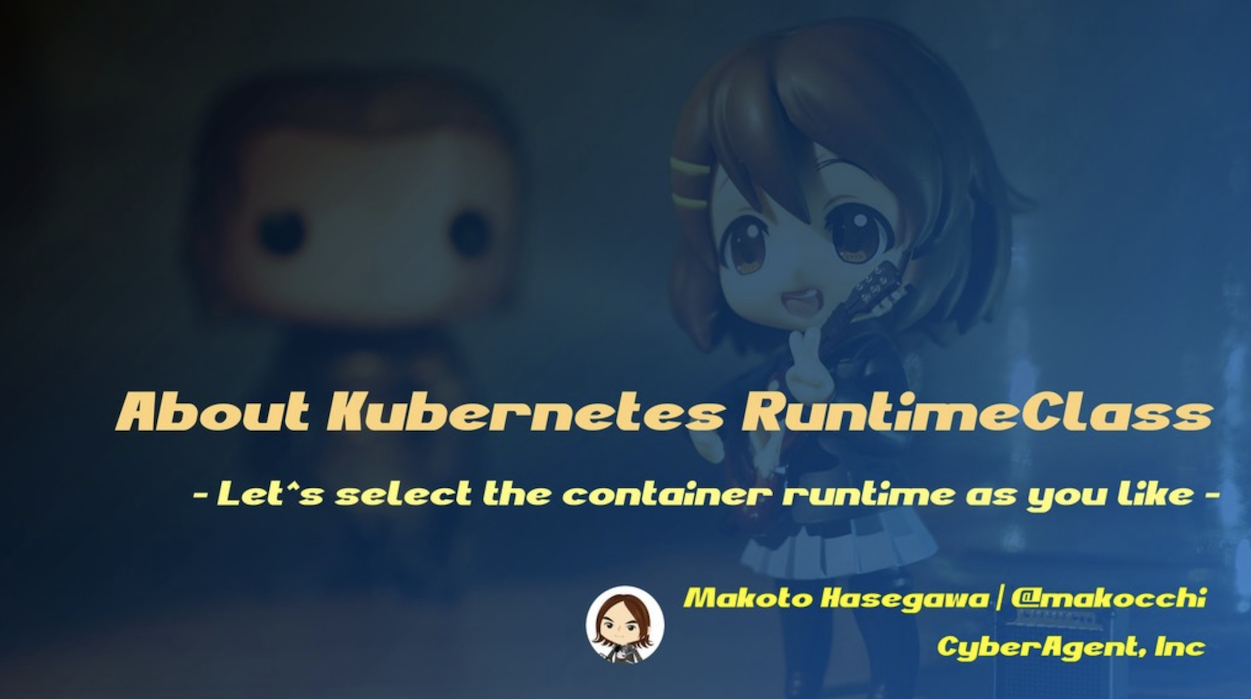 About Kubernetes RuntimeClass
- Let^s select the container runtime as you like -
Makoto Hasegawa | @makocchi
CyberAgent, Inc